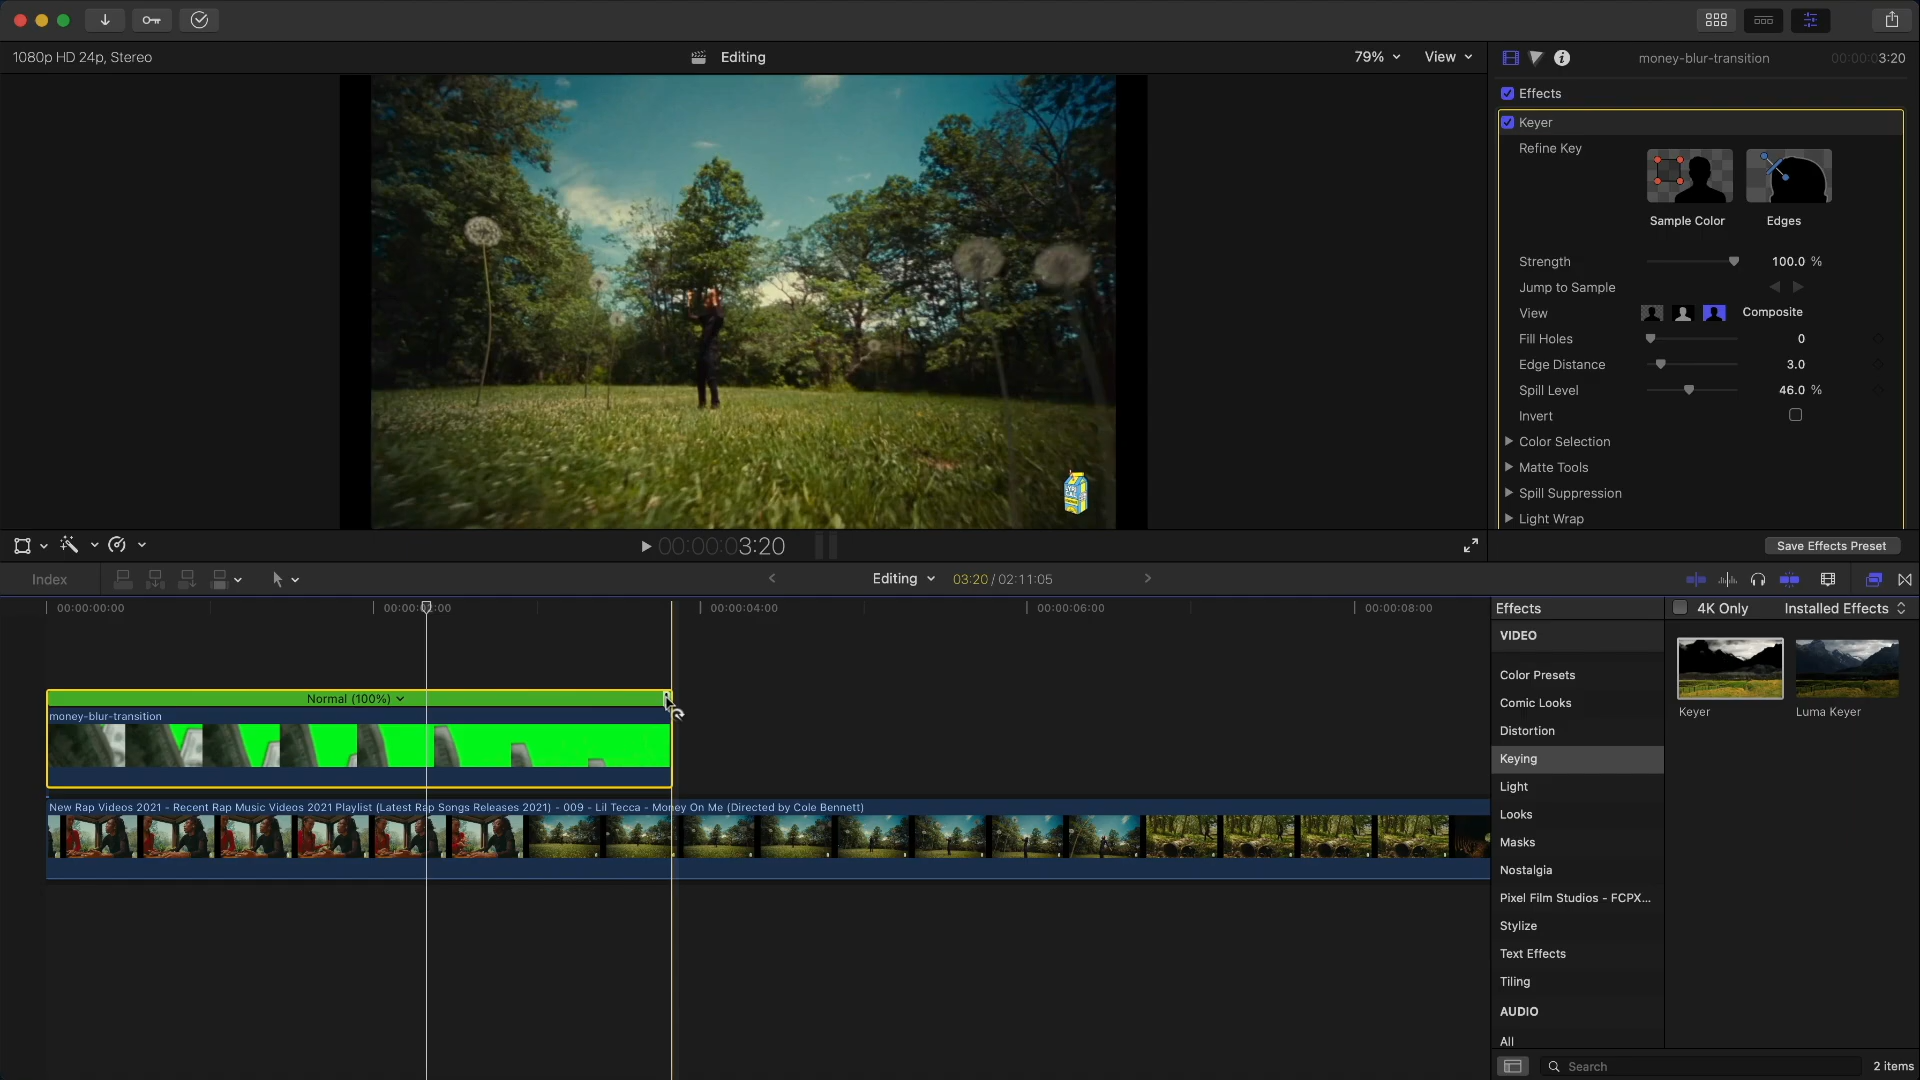 1080p HD 24p, Stereo
Editing
79%
View
money-blur-transition
00:00:003:20
Effects
Keyer
Refine Key
Sample Color
Edges
Strength
100.0 %
Jump to Sample
View
Composite
Fill Holes
0
Edge Distance
3.0
Spill Level
46.0 %
Invert
Color Selection
Matte Tools
Spill Suppression
Light Wrap
LYRICAL
LEMONADE
00:00:003:20
Save Effects Preset
Index
Editing
03:20 / 02:11:05
00:00:00:00
00:00:02:00
00:00:04:00
00:00:06:00
00:00:08:00
Normal (100%)
money-blur-transition
New Rap Videos 2021 - Recent Rap Music Videos 2021 Playlist (Latest Rap Songs Releases 2021) - 009 - Lil Tecca - Money On Me (Directed by Cole Bennett)
Effects
4K Only
Installed Effects
VIDEO
Color Presets
Comic Looks
Distortion
Keying
Light
Looks
Masks
Nostalgia
Pixel Film Studios - FCPX...
Stylize
Text Effects
Tiling
AUDIO
All
Keyer
Luma Keyer
Search
2 items